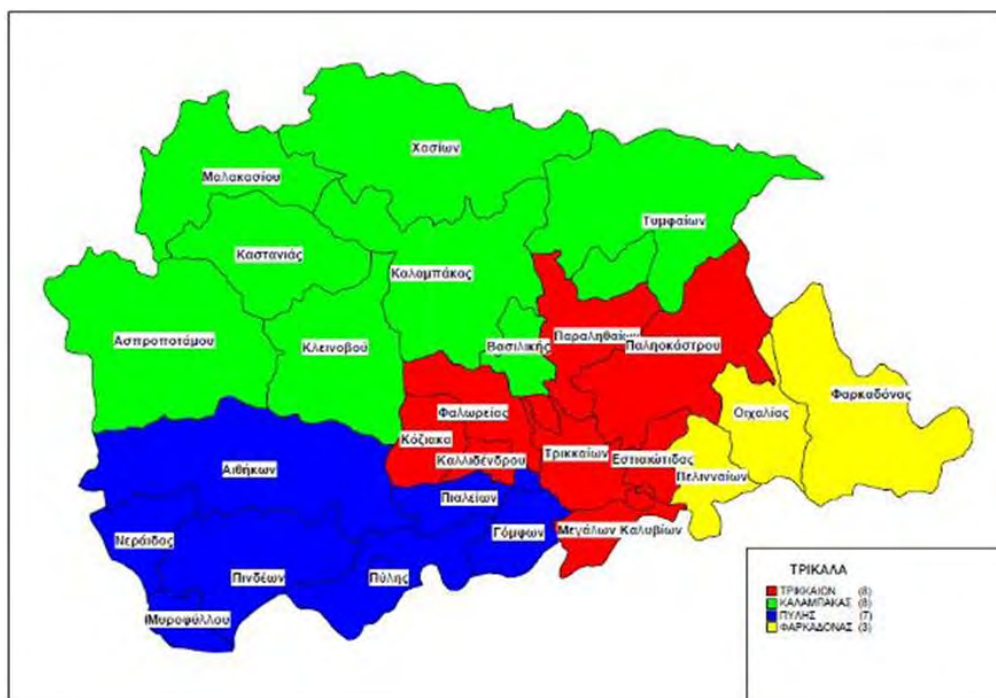 Χασίων
Μαλακασίου
Τυμφαίων
Καστανιάς
Καλαμπάκας
Ασπροποτάμου
Κλεινοβού
Βασιλικής
Παραληθαίων
Παληοκάστρου
Φαρκαδόνας
Οιχαλίας
Φαλωρείας
Κόζιακα
Καλλιδένδρου
Τρικκαίων
Εστιαιώτιδας
Πελινναίων
Αιθήκων
Πιαλείων
Γόμφων
Μεγάλων Καλυβίων
Νεράιδας
Πινδέων
Πύλης
Μυροφύλλου
ΤΡΙΚΑΛΑ
ΤΡΙΚΚΑΙΩΝ (8)
ΚΑΛΑΜΠΑΚΑΣ (8)
ΠΥΛΗΣ (7)
ΦΑΡΚΑΔΟΝΑΣ (3)